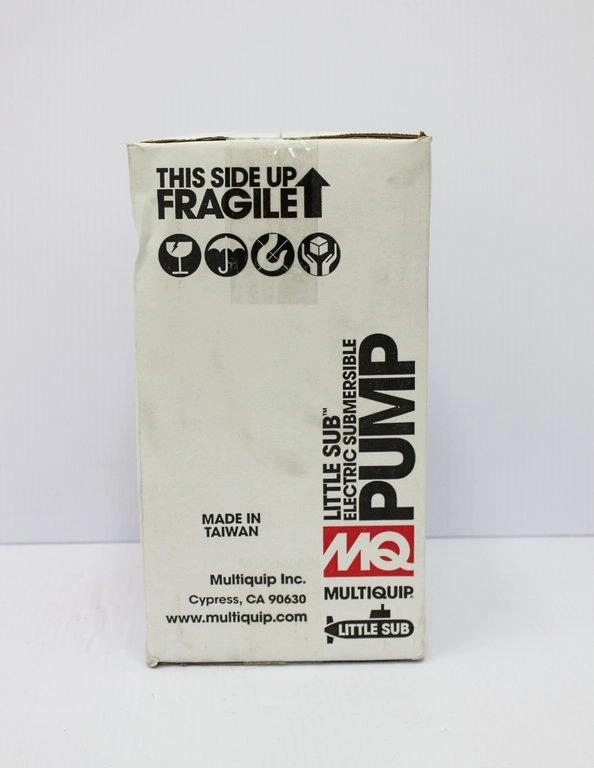 THIS SIDE UP
FRAGILE
LITTLE SUB™
ELECTRIC SUBMERSIBLE
PUMP
MADE IN
TAIWAN
MQ
Multiquip Inc.
Cypress, CA 90630
www.multiquip.com
MULTIQUIP
LITTLE SUB